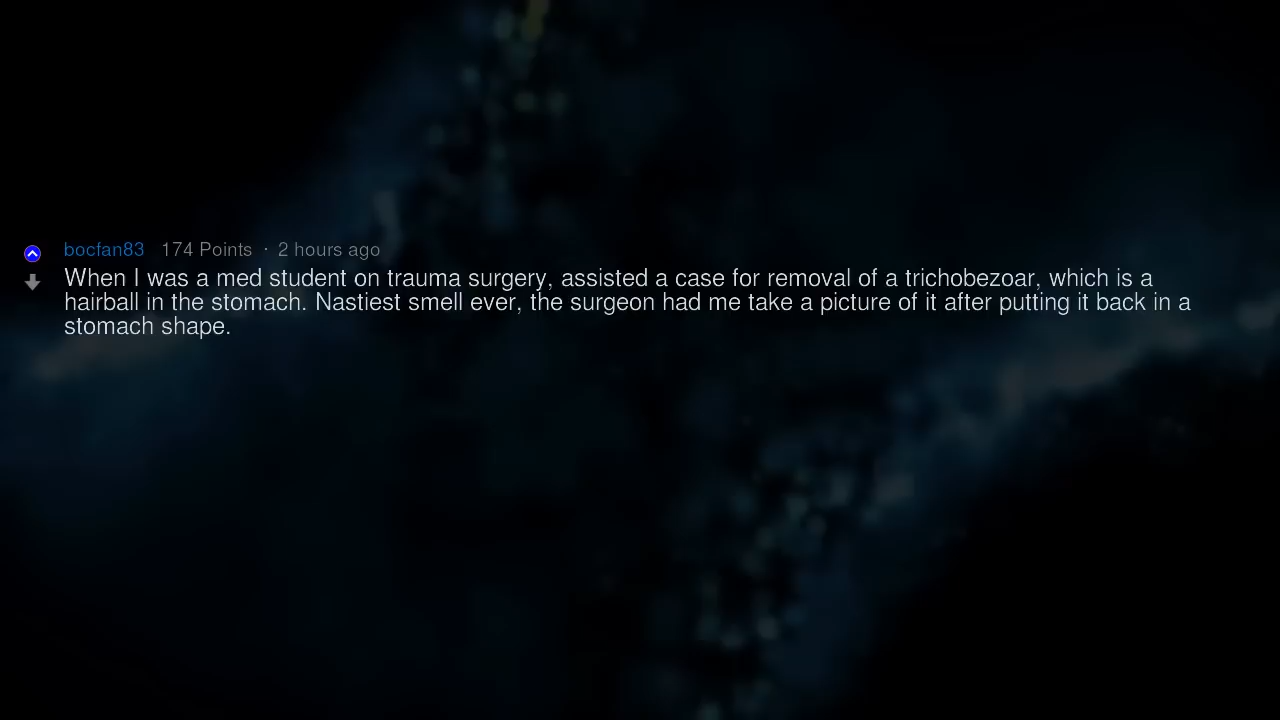 bocfan83 174 Points · 2 hours ago
When I was a med student on trauma surgery, assisted a case for removal of a trichobezoar, which is a
hairball in the stomach. Nastiest smell ever, the surgeon had me take a picture of it after putting it back in a
stomach shape.